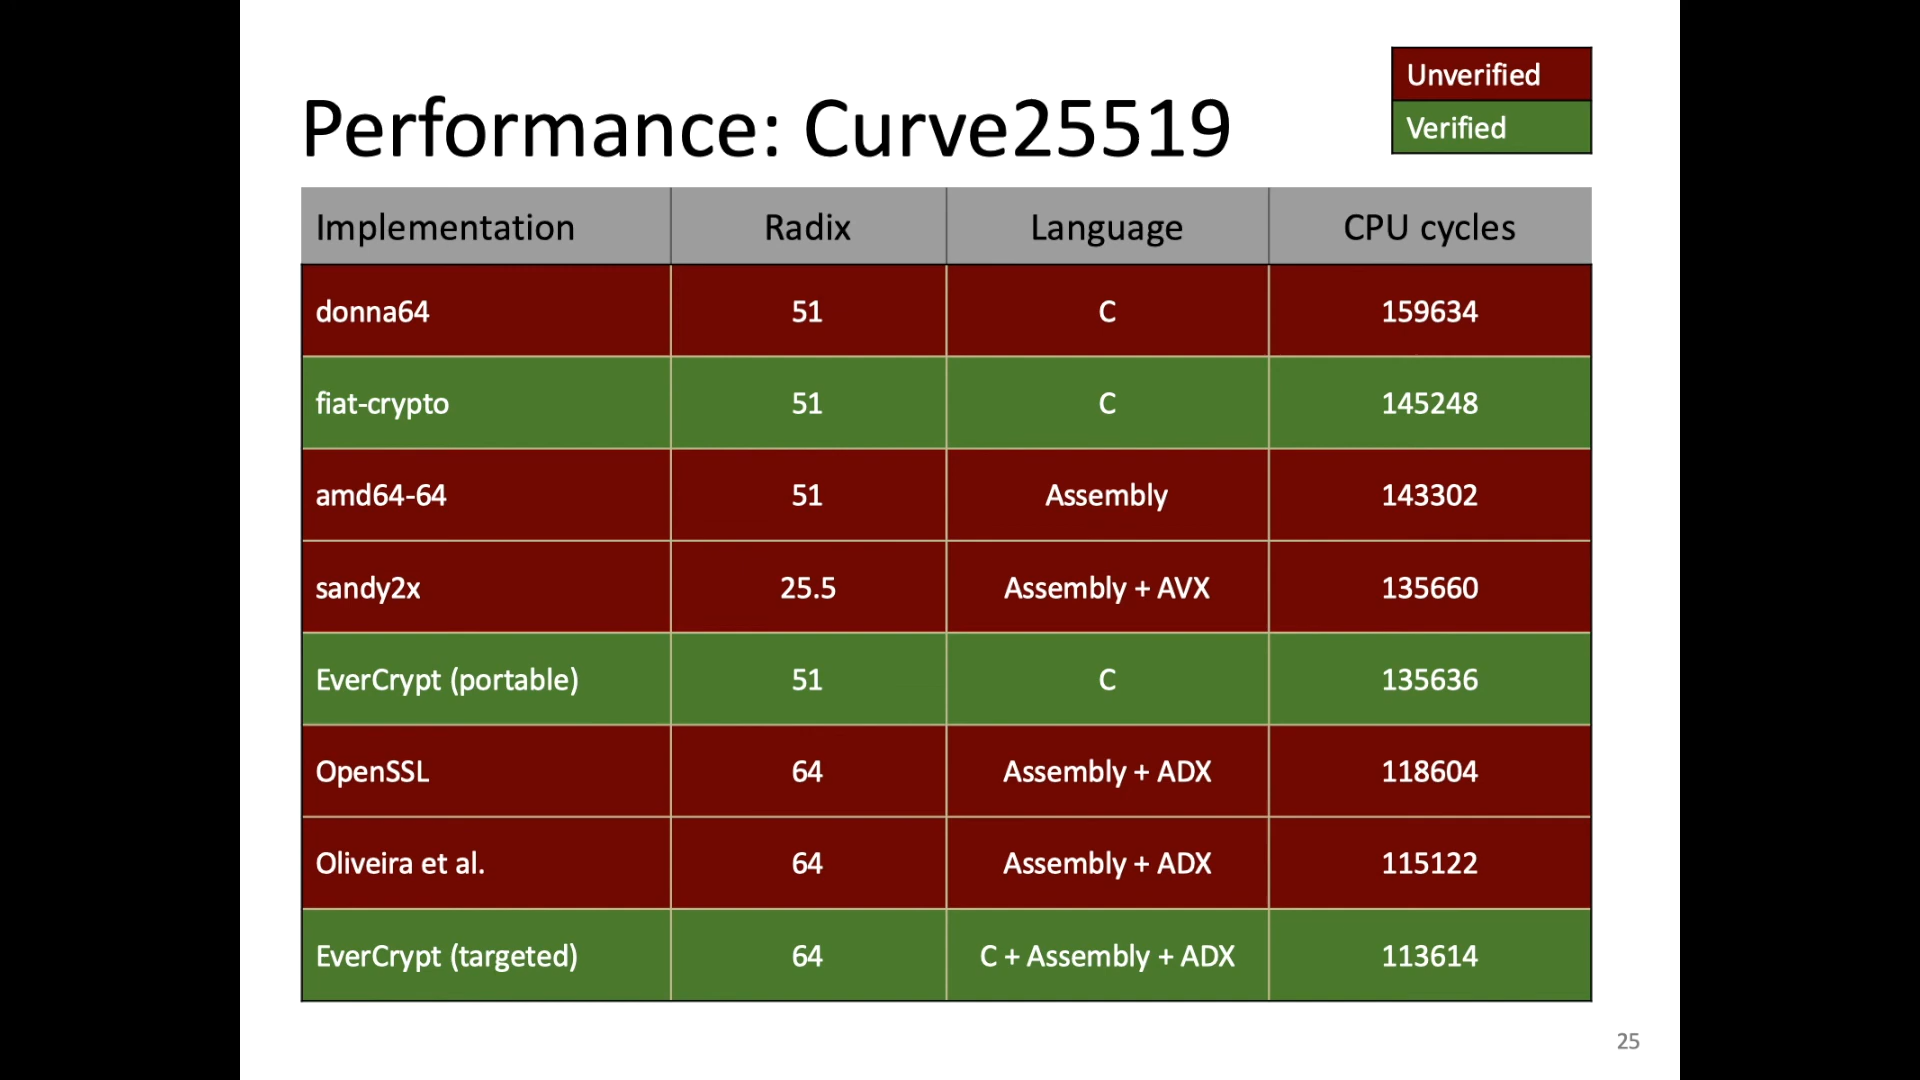 Unverified
Verified
Performance: Curve25519
Implementation Radix Language CPU cycles
donna64 51 C 159634
fiat-crypto 51 C 145248
amd64-64 51 Assembly 143302
sandy2x 25.5 Assembly + AVX 135660
EverCrypt (portable) 51 C 135636
OpenSSL 64 Assembly + ADX 118604
Oliveira et al. 64 Assembly + ADX 115122
EverCrypt (targeted) 64 C + Assembly + ADX 113614
25